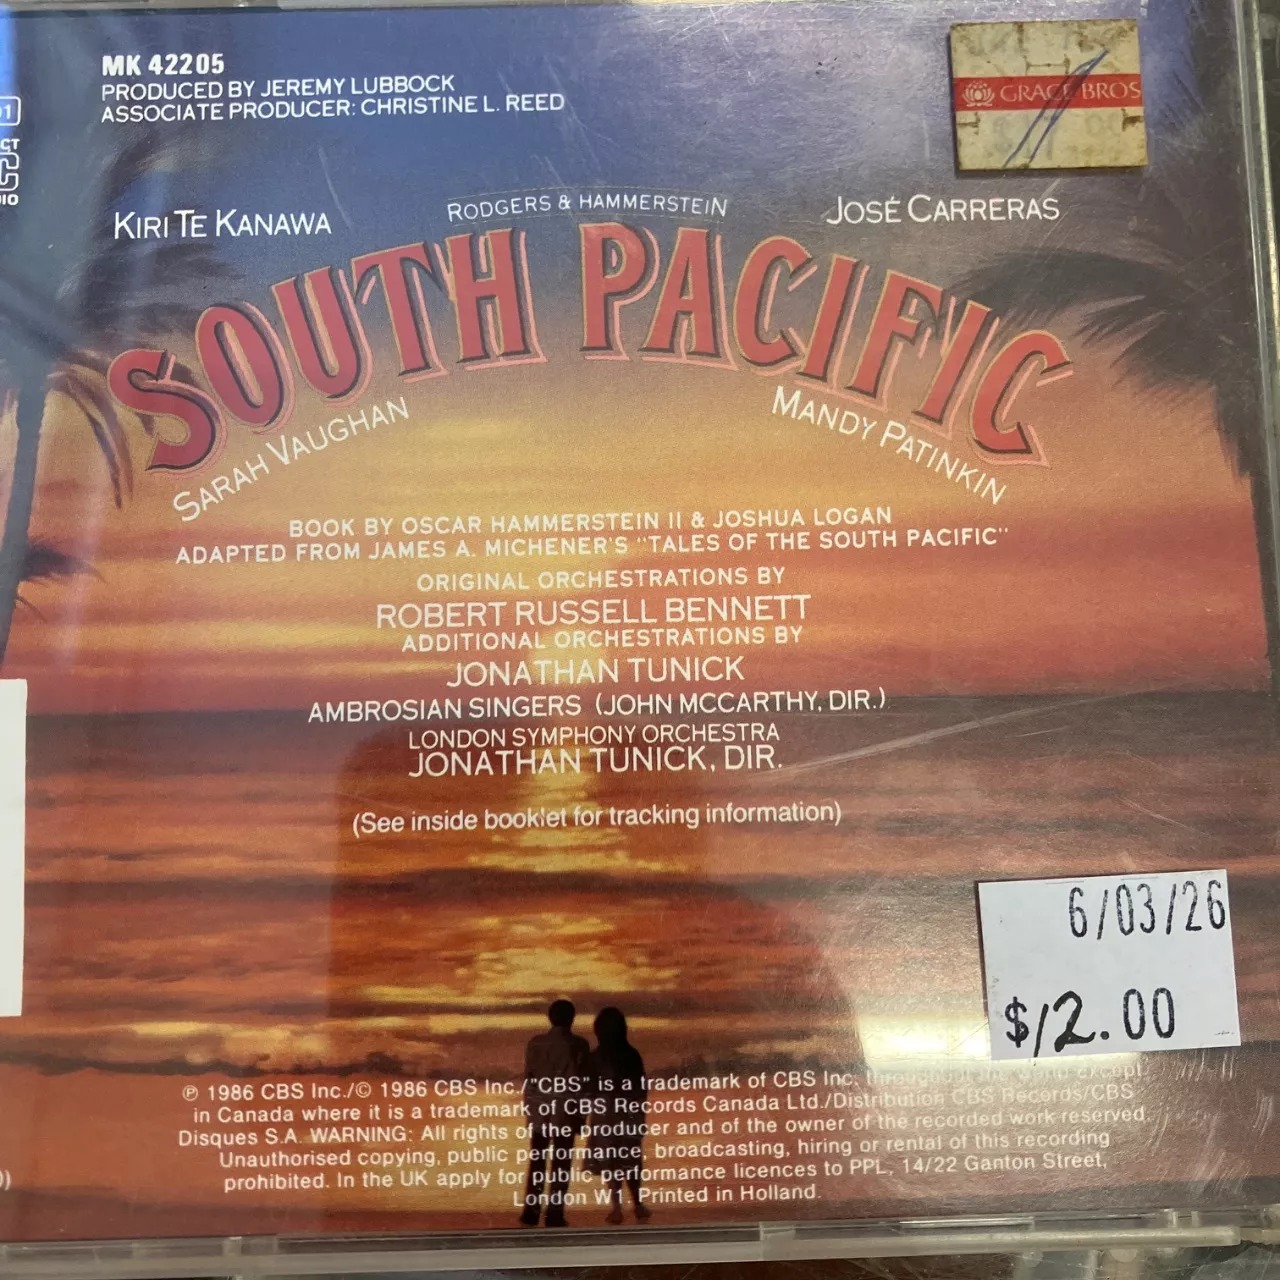 MK 42205
PRODUCED BY JEREMY LUBBOCK
ASSOCIATE PRODUCER: CHRISTINE L. REED
GRACE BROS
KIRI TE KANAWA
RODGERS & HAMMERSTEIN
JOSÉ CARRERAS
SOUTH PACIFIC
SARAH VAUGHAN
MANDY PATINKIN
BOOK BY OSCAR HAMMERSTEIN II & JOSHUA LOGAN
ADAPTED FROM JAMES A. MICHENER'S "TALES OF THE SOUTH PACIFIC"
ORIGINAL ORCHESTRATIONS BY
ROBERT RUSSELL BENNETT
ADDITIONAL ORCHESTRATIONS BY
JONATHAN TUNICK
AMBROSIAN SINGERS (JOHN MCCARTHY, DIR.)
LONDON SYMPHONY ORCHESTRA
JONATHAN TUNICK, DIR.
(See inside booklet for tracking information)
6/03/26
$12.00
℗ 1986 CBS Inc./© 1986 CBS Inc./"CBS" is a trademark of CBS Inc. throughout the world except
in Canada where it is a trademark of CBS Records Canada Ltd./Distribution CBS Records/CBS
Disques S.A. WARNING: All rights of the producer and of the owner of the recorded work reserved.
Unauthorised copying, public performance, broadcasting, hiring or rental of this recording
prohibited. In the UK apply for public performance licences to PPL, 14/22 Ganton Street,
London W1. Printed in Holland.